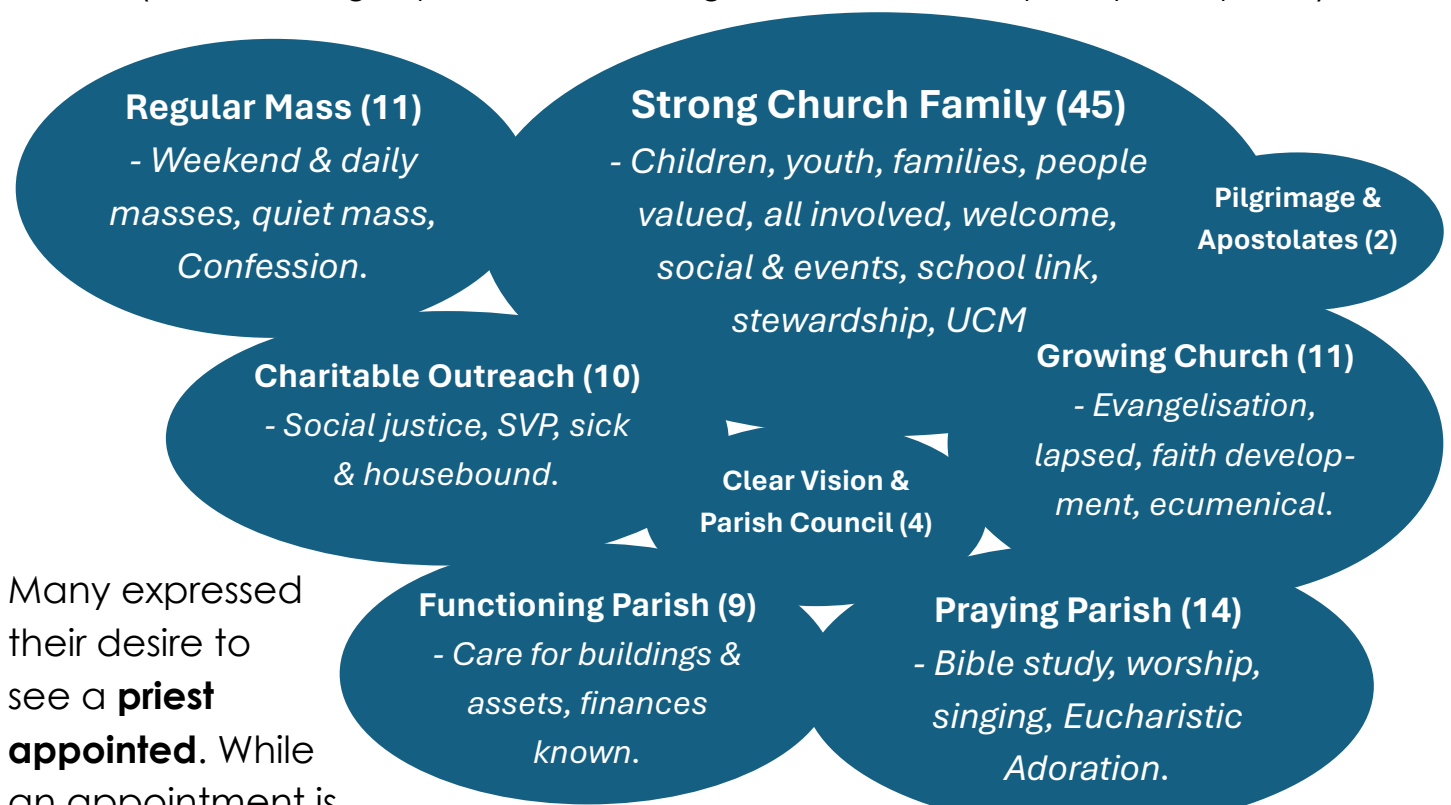 Regular Mass (11)
- Weekend & daily
masses, quiet mass,
Confession.
Strong Church Family (45)
- Children, youth, families, people
valued, all involved, welcome,
social & events, school link,
stewardship, UCM
Pilgrimage &
Apostolates (2)
Charitable Outreach (10)
- Social justice, SVP, sick
& housebound.
Growing Church (11)
- Evangelisation,
lapsed, faith develop-
ment, ecumenical.
Clear Vision &
Parish Council (4)
Many expressed
their desire to
see a priest
appointed. While
an appointment is
Functioning Parish (9)
- Care for buildings &
assets, finances
known.
Praying Parish (14)
- Bible study, worship,
singing, Eucharistic
Adoration.